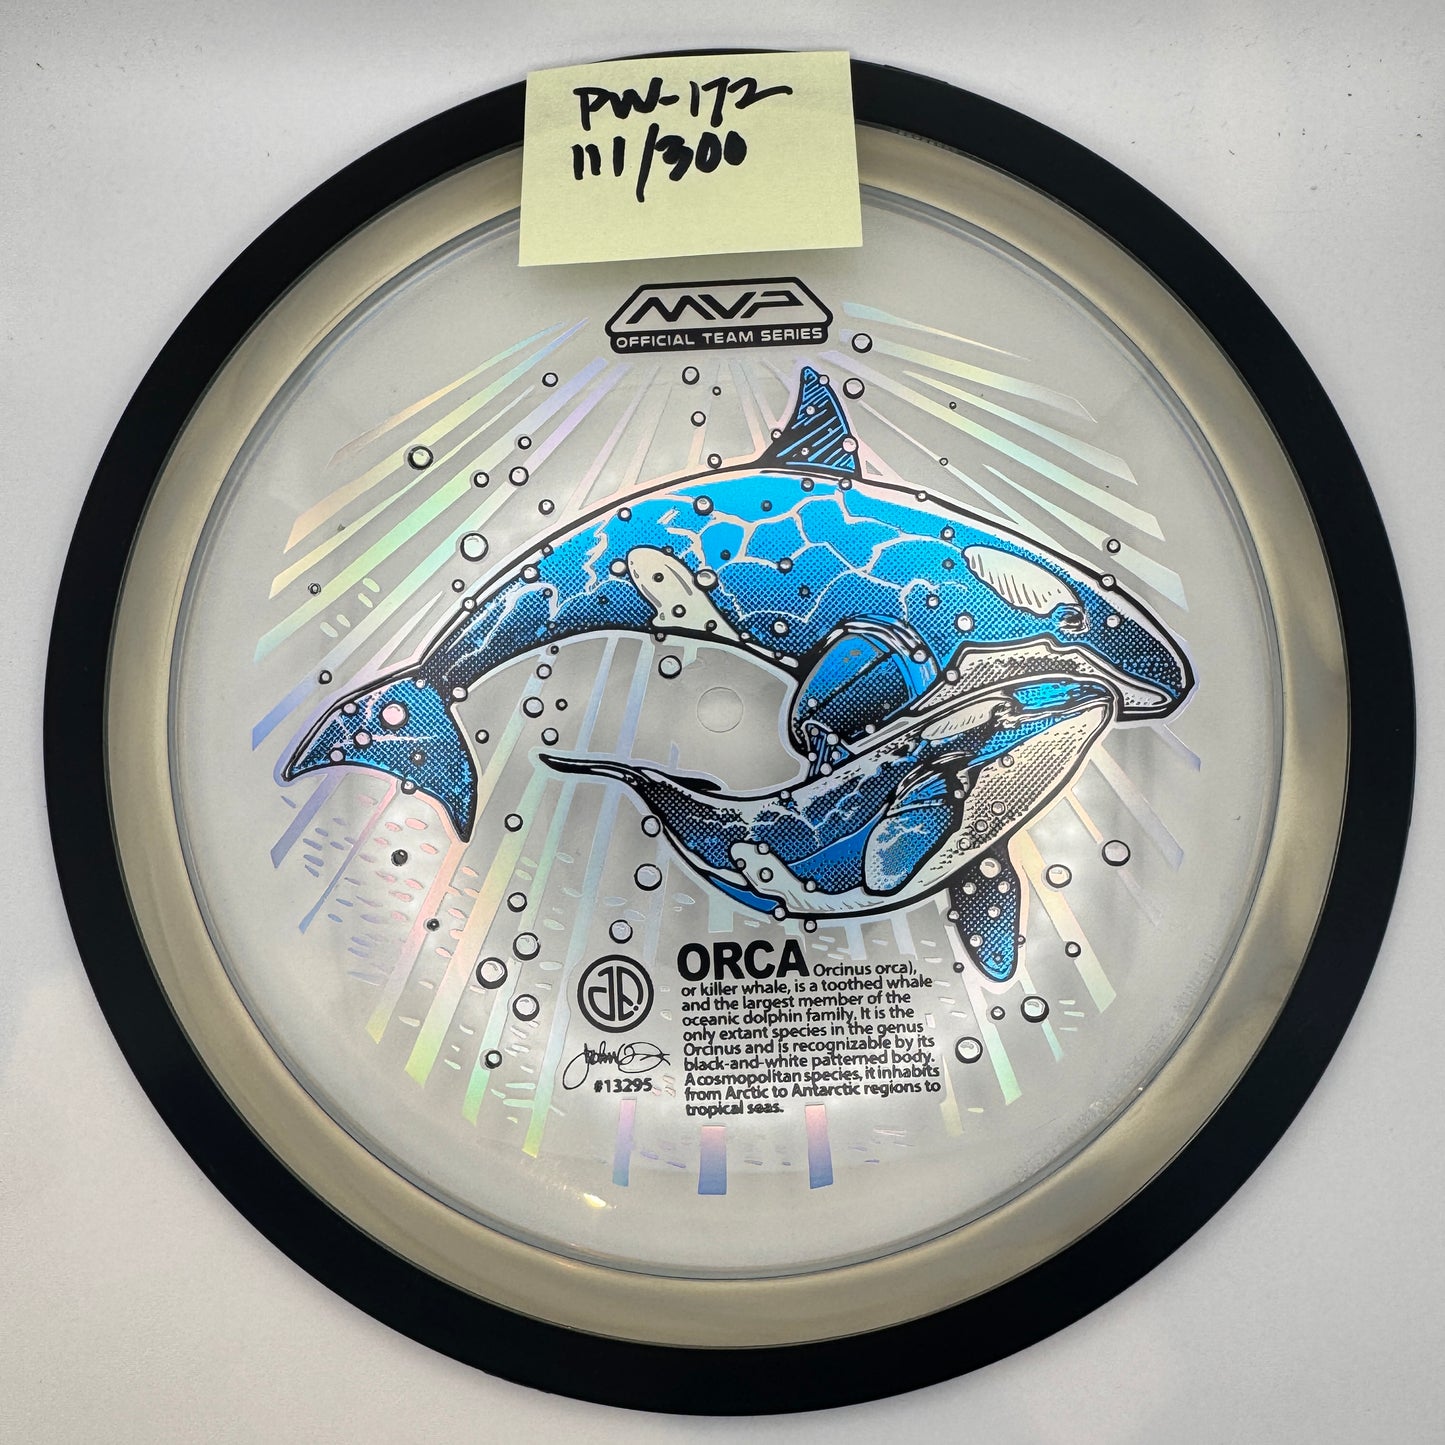 PW-172
111/300
MVP
OFFICIAL TEAM SERIES
ORCA Orcinus orca),
or killer whale, is a toothed whale
and the largest member of the
oceanic dolphin family. It is the
only extant species in the genus
Orcinus and is recognizable by its
black-and-white patterned body.
A cosmopolitan species, it inhabits
from Arctic to Antarctic regions to
tropical seas.
#13295